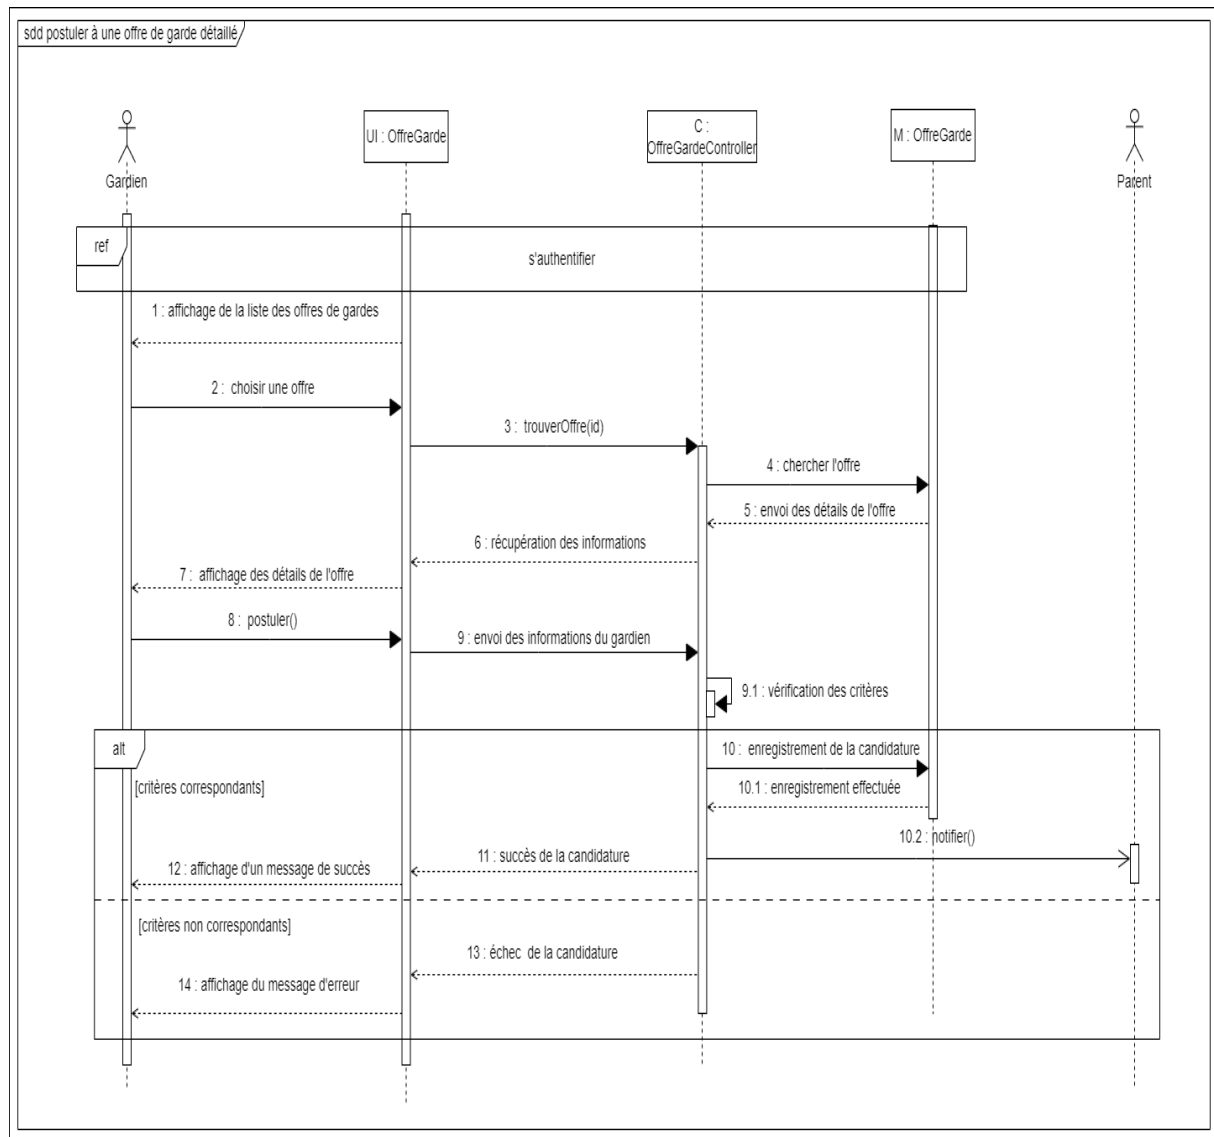 sdd postuler à une offre de garde détaillé
Gardien
UI : OffreGarde
C :
OffreGardeController
M : OffreGarde
Parent
ref
s'authentifier
1 : affichage de la liste des offres de gardes
2 : choisir une offre
3 : trouverOffre(id)
4 : chercher l'offre
5 : envoi des détails de l'offre
6 : récupération des informations
7 : affichage des détails de l'offre
8 : postuler()
9 : envoi des informations du gardien
9.1 : vérification des critères
alt
10 : enregistrement de la candidature
[critères correspondants]
10.1 : enregistrement effectuée
10.2 : notifier()
11 : succès de la candidature
12 : affichage d'un message de succès
[critères non correspondants]
13 : échec de la candidature
14 : affichage du message d'erreur